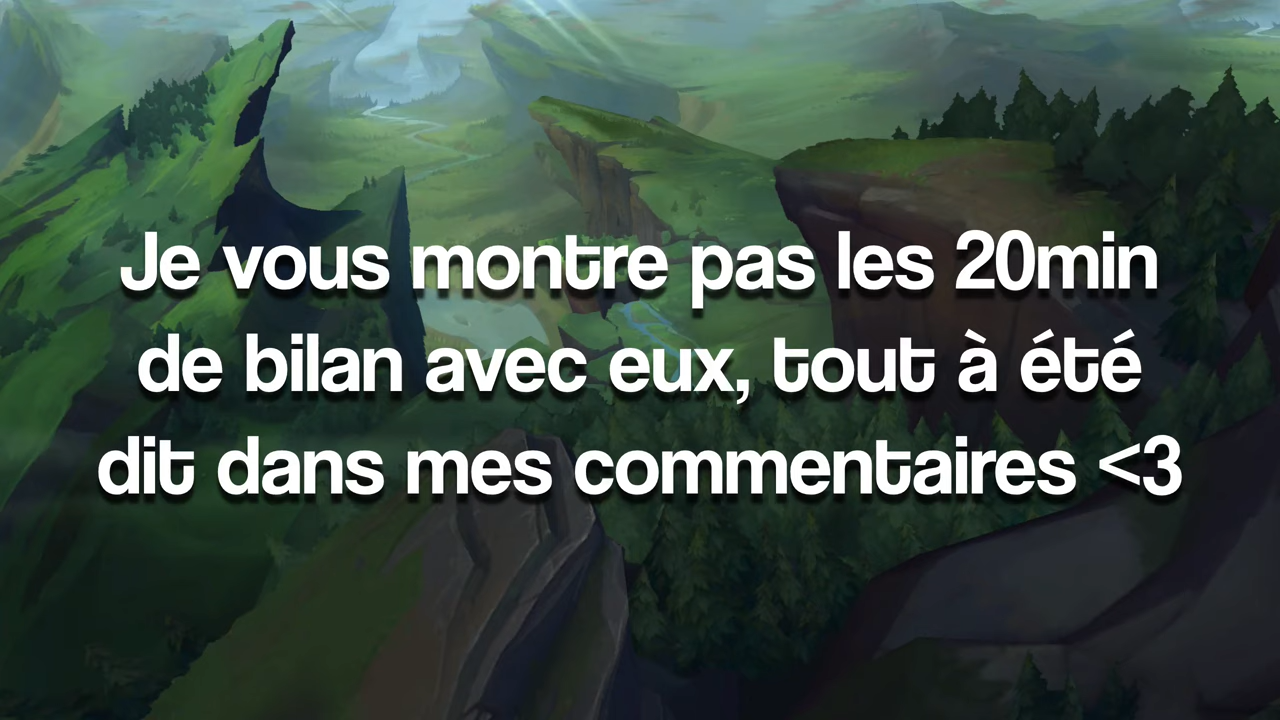 Je vous montre pas les 20min
de bilan avec eux, tout à été
dit dans mes commentaires <3